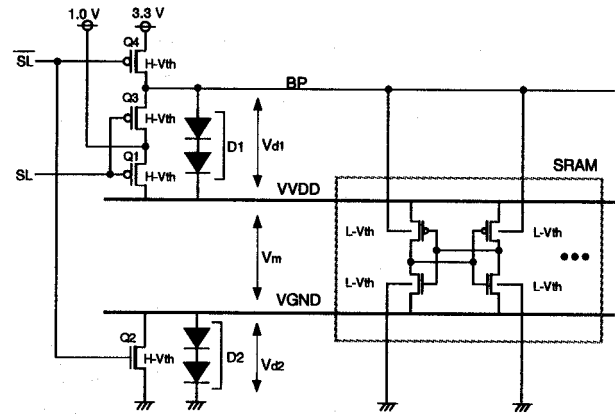 1.0 V 3.3 V
Q4
SL
H-Vth
BP
Q3
H-Vth
D1
Vd1
Q1
SL
H-Vth
SRAM
VVDD
L-Vth L-Vth
Vm
L-Vth L-Vth
VGND
Q2
H-Vth
D2
Vd2